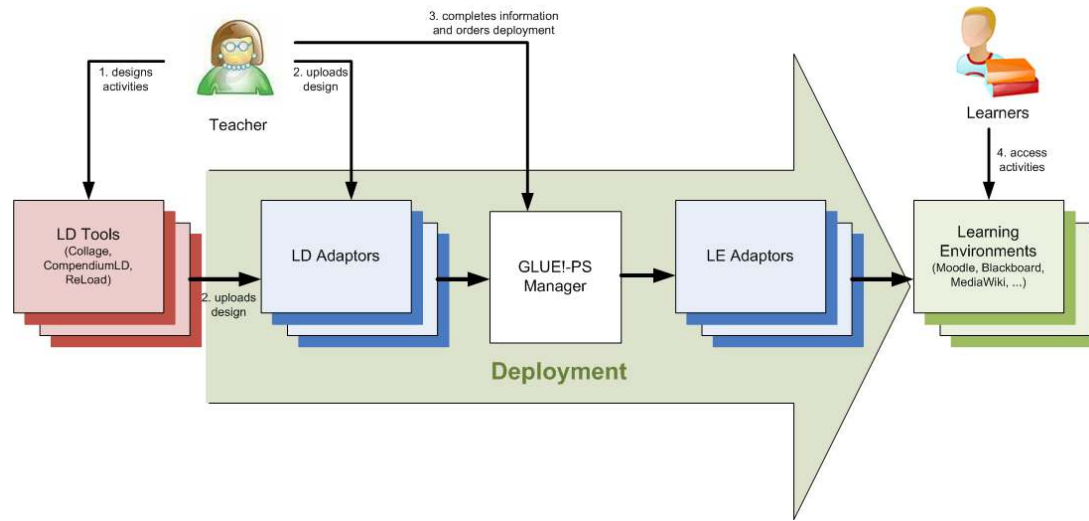 3. completes information
and orders deployment
1. designs
activities
2. uploads
design
Teacher
Learners
4. access
activities
LD Tools
(Collage,
CompendiumLD,
ReLoad)
2. uploads
design
LD Adaptors
GLUE!-PS
Manager
LE Adaptors
Learning
Environments
(Moodle, Blackboard,
MediaWiki, ...)
Deployment